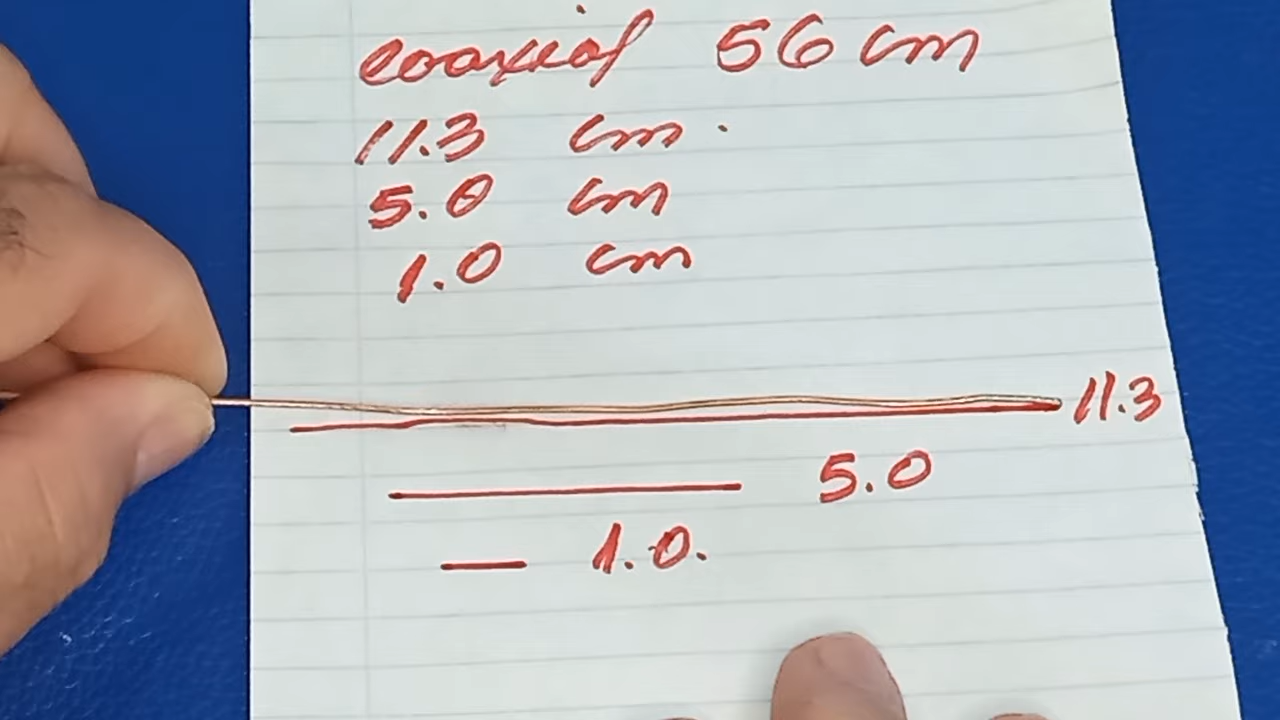 coaxial 56 cm
11.3 cm.
5.0 cm
1.0 cm
11.3
5.0
1.0.